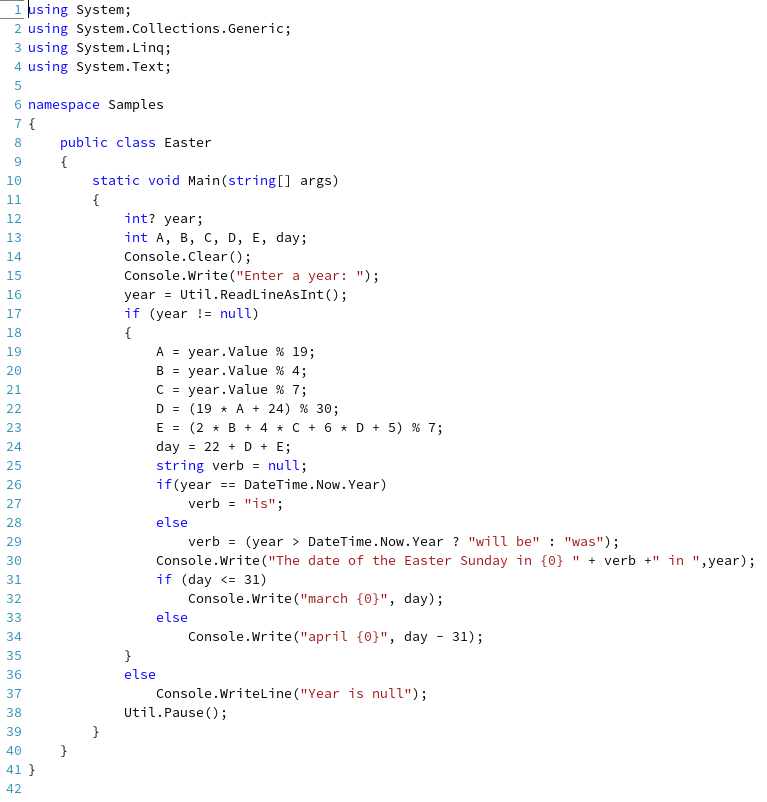 1 using System;
2 using System.Collections.Generic;
3 using System.Linq;
4 using System.Text;
5
6 namespace Samples
7 {
8     public class Easter
9     {
10         static void Main(string[] args)
11         {
12             int? year;
13             int A, B, C, D, E, day;
14             Console.Clear();
15             Console.Write("Enter a year: ");
16             year = Util.ReadLineAsInt();
17             if (year != null)
18             {
19                 A = year.Value % 19;
20                 B = year.Value % 4;
21                 C = year.Value % 7;
22                 D = (19 * A + 24) % 30;
23                 E = (2 * B + 4 * C + 6 * D + 5) % 7;
24                 day = 22 + D + E;
25                 string verb = null;
26                 if(year == DateTime.Now.Year)
27                     verb = "is";
28                 else
29                     verb = (year > DateTime.Now.Year ? "will be" : "was");
30                 Console.Write("The date of the Easter Sunday in {0} " + verb +" in ",year);
31                 if (day <= 31)
32                     Console.Write("march {0}", day);
33                 else
34                     Console.Write("april {0}", day - 31);
35             }
36             else
37                 Console.WriteLine("Year is null");
38             Util.Pause();
39         }
40     }
41 }
42